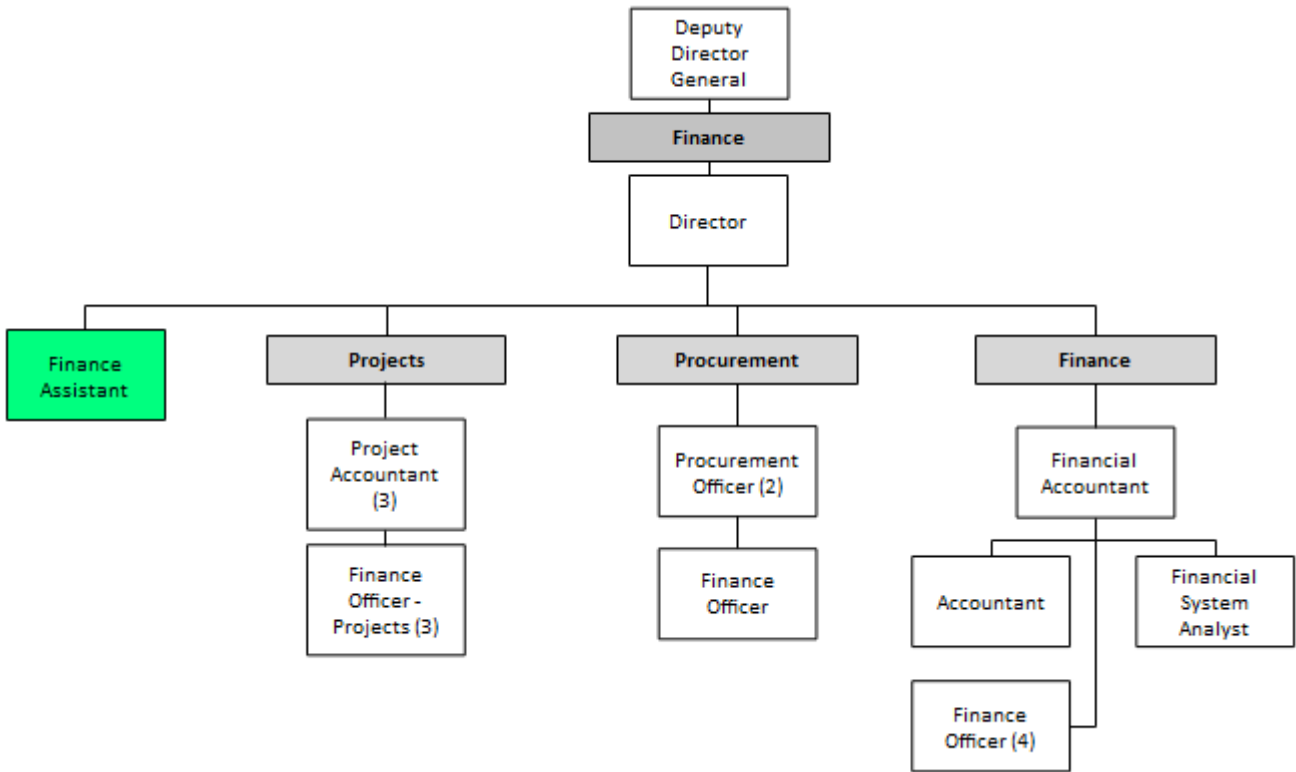 Deputy
Director
General
Finance
Director
Finance
Assistant
Projects
Procurement
Finance
Project
Accountant
(3)
Procurement
Officer (2)
Financial
Accountant
Finance
Officer -
Projects (3)
Finance
Officer
Accountant
Financial
System
Analyst
Finance
Officer (4)